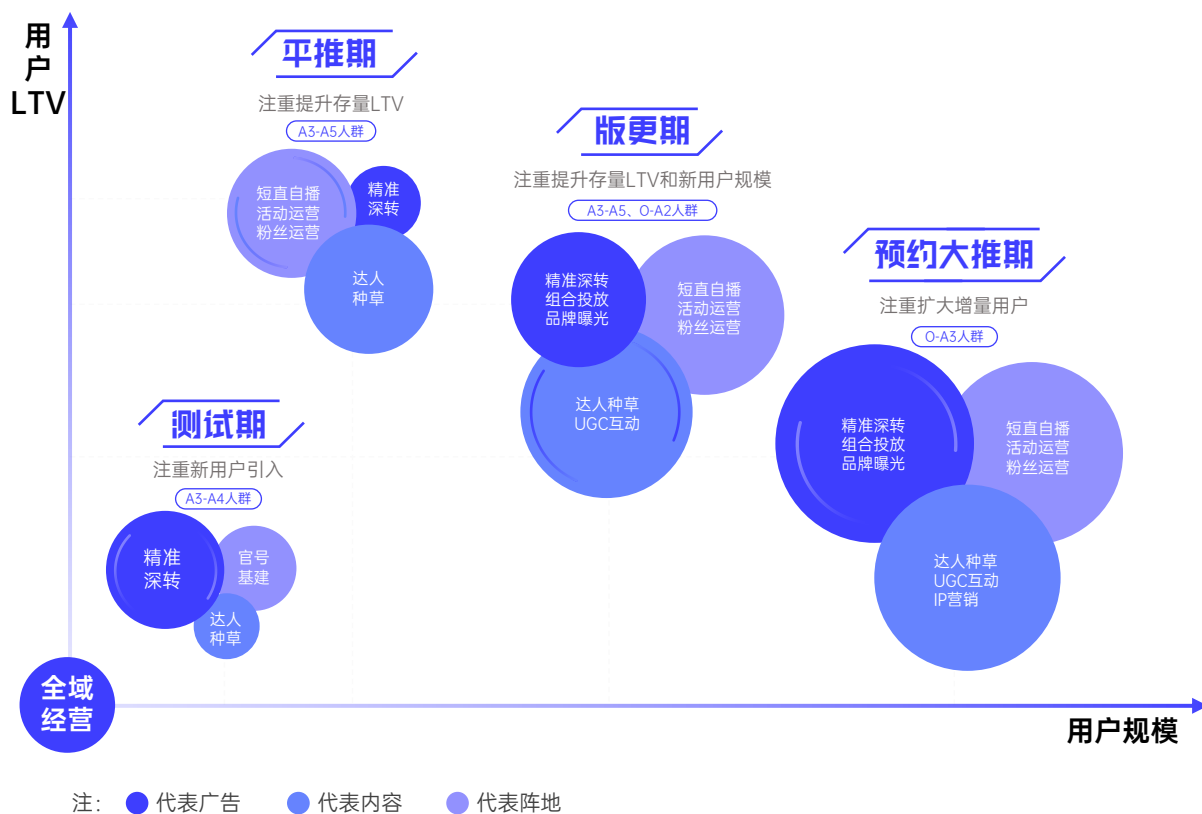 用
户
LTV
平推期
注重提升存量LTV
A3-A5人群
短直自播
活动运营
粉丝运营
精准
深转
达人
种草
版更期
注重提升存量LTV和新用户规模
A3-A5、O-A2人群
精准深转
组合投放
品牌曝光
短直自播
活动运营
粉丝运营
达人种草
UGC互动
预约大推期
注重扩大增量用户
O-A3人群
精准深转
组合投放
品牌曝光
短直自播
活动运营
粉丝运营
达人种草
UGC互动
IP营销
测试期
注重新用户引入
A3-A4人群
精准
深转
官号
基建
达人
种草
全域
经营
用户规模
注：代表广告 代表内容 代表阵地